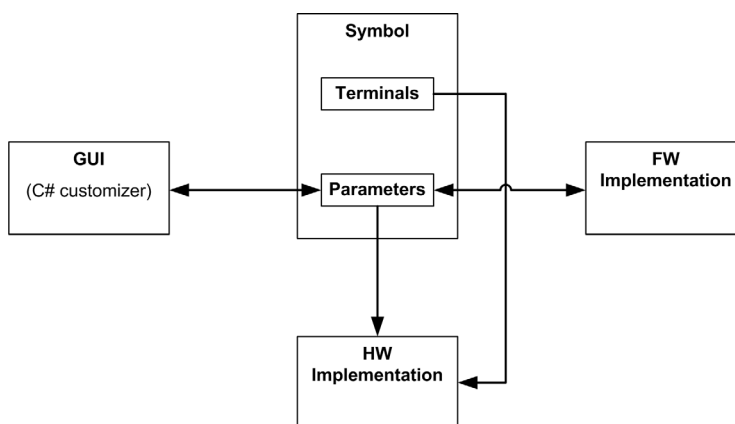 Symbol
Terminals
GUI
(C# customizer)
Parameters
FW
Implementation
HW
Implementation